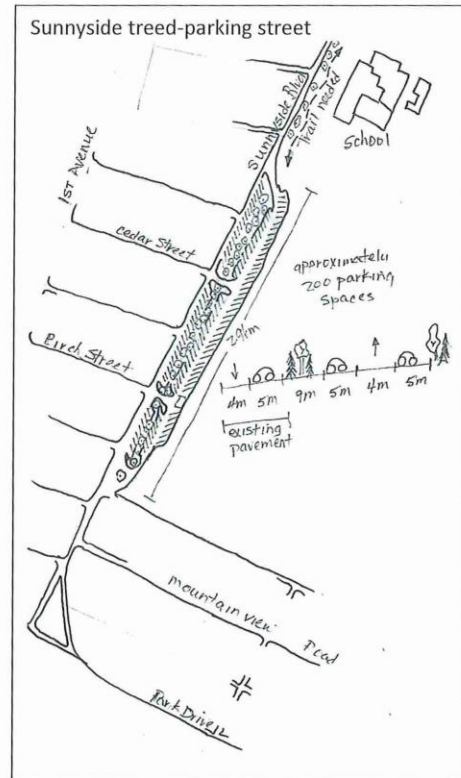 Sunnyside treed-parking street
Sunnyside Blvd
Trail needed
School
1st Avenue
Cedar Street
approximately
200 parking
spaces
Birch Street
4m 5m 9m 5m 4m 5m
existing
pavement
mountain view Road
Park Drive